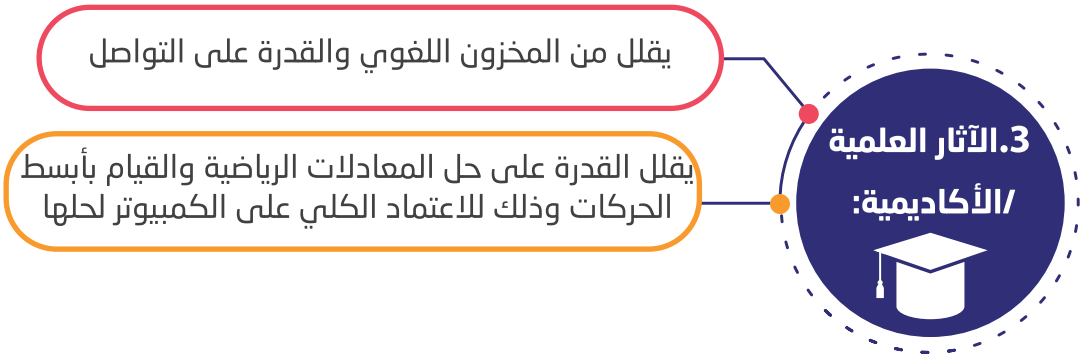 3.الآثار العلمية
/الأكاديمية:
يقلل من المخزون اللغوي والقدرة على التواصل
يقلل القدرة على حل المعادلات الرياضية والقيام بأبسط
الحركات وذلك للاعتماد الكلي على الكمبيوتر لحلها